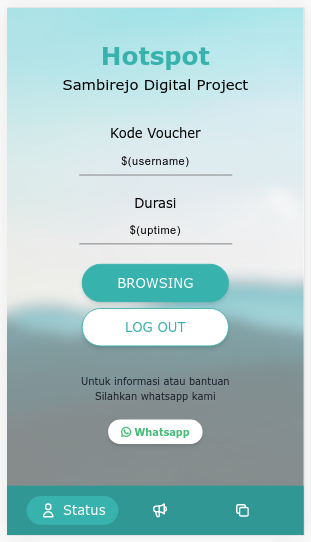 Hotspot
Sambirejo Digital Project
Kode Voucher
$(username)
Durasi
$(uptime)
BROWSING
LOG OUT
Untuk informasi atau bantuan
Silahkan whatsapp kami
Whatsapp
Status